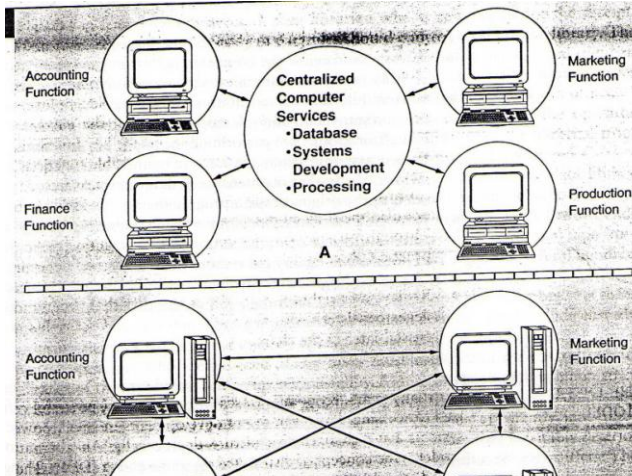 Accounting
Function
Centralized
Computer
Services
•Database
•Systems
Development
•Processing
Marketing
Function
Finance
Function
Production
Function
A
Accounting
Function
Marketing
Function